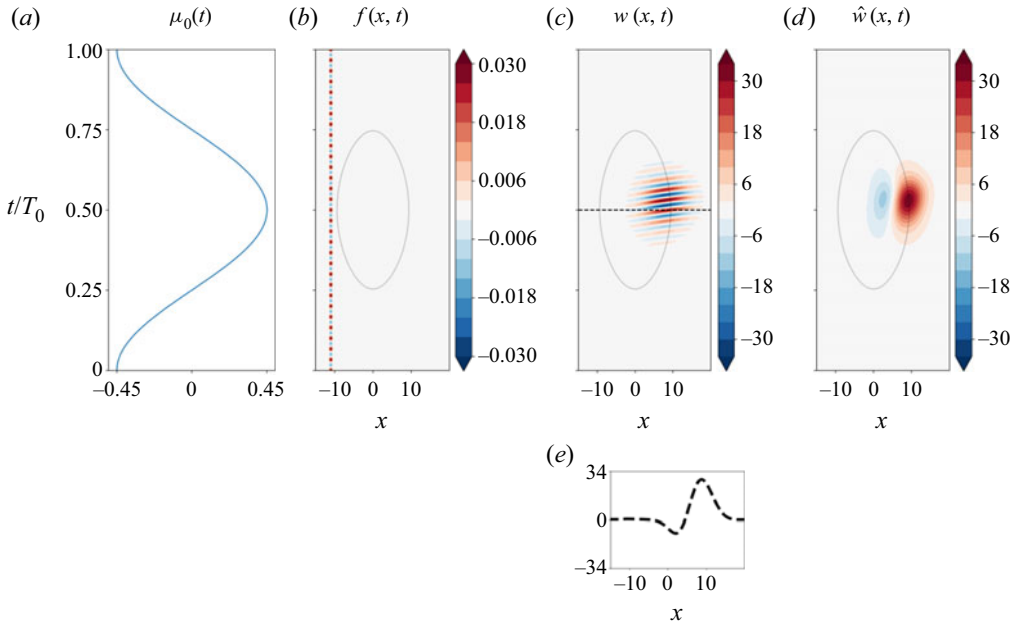 (a) μ0(t) (b) f (x, t) (c) w (x, t) (d) ŵ (x, t)
1.00 0.030 30 30
0.75 0.018 18 18
0.006 6 6
t/T0 0.50
–0.006 –6 –6
0.25 –0.018 –18 –18
0 –0.030 –30 –30
–0.45 0 0.45 –10 0 10 –10 0 10 –10 0 10
x x x
(e)
34
0
–34
–10 0 10
x